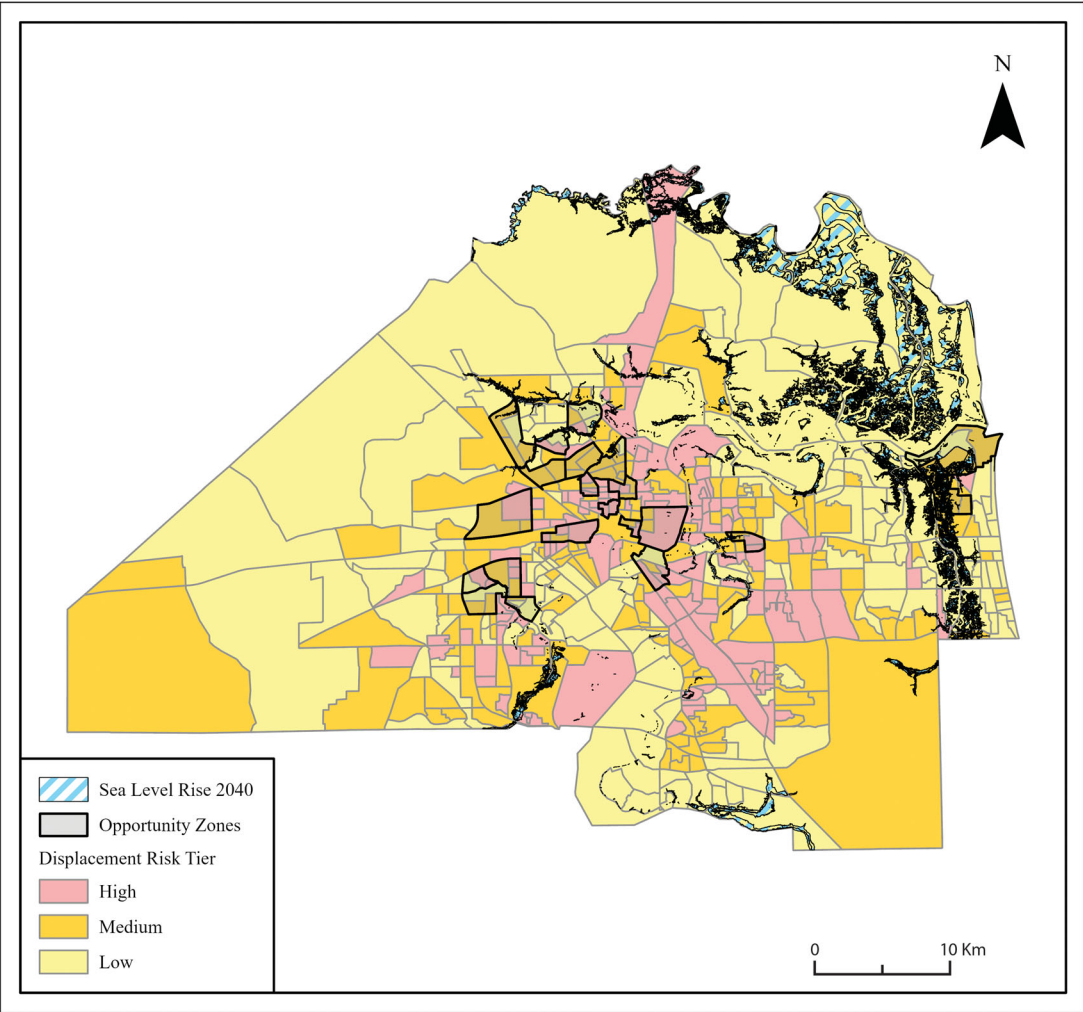 N
Sea Level Rise 2040
Opportunity Zones
Displacement Risk Tier
High
Medium
Low
0 10 Km